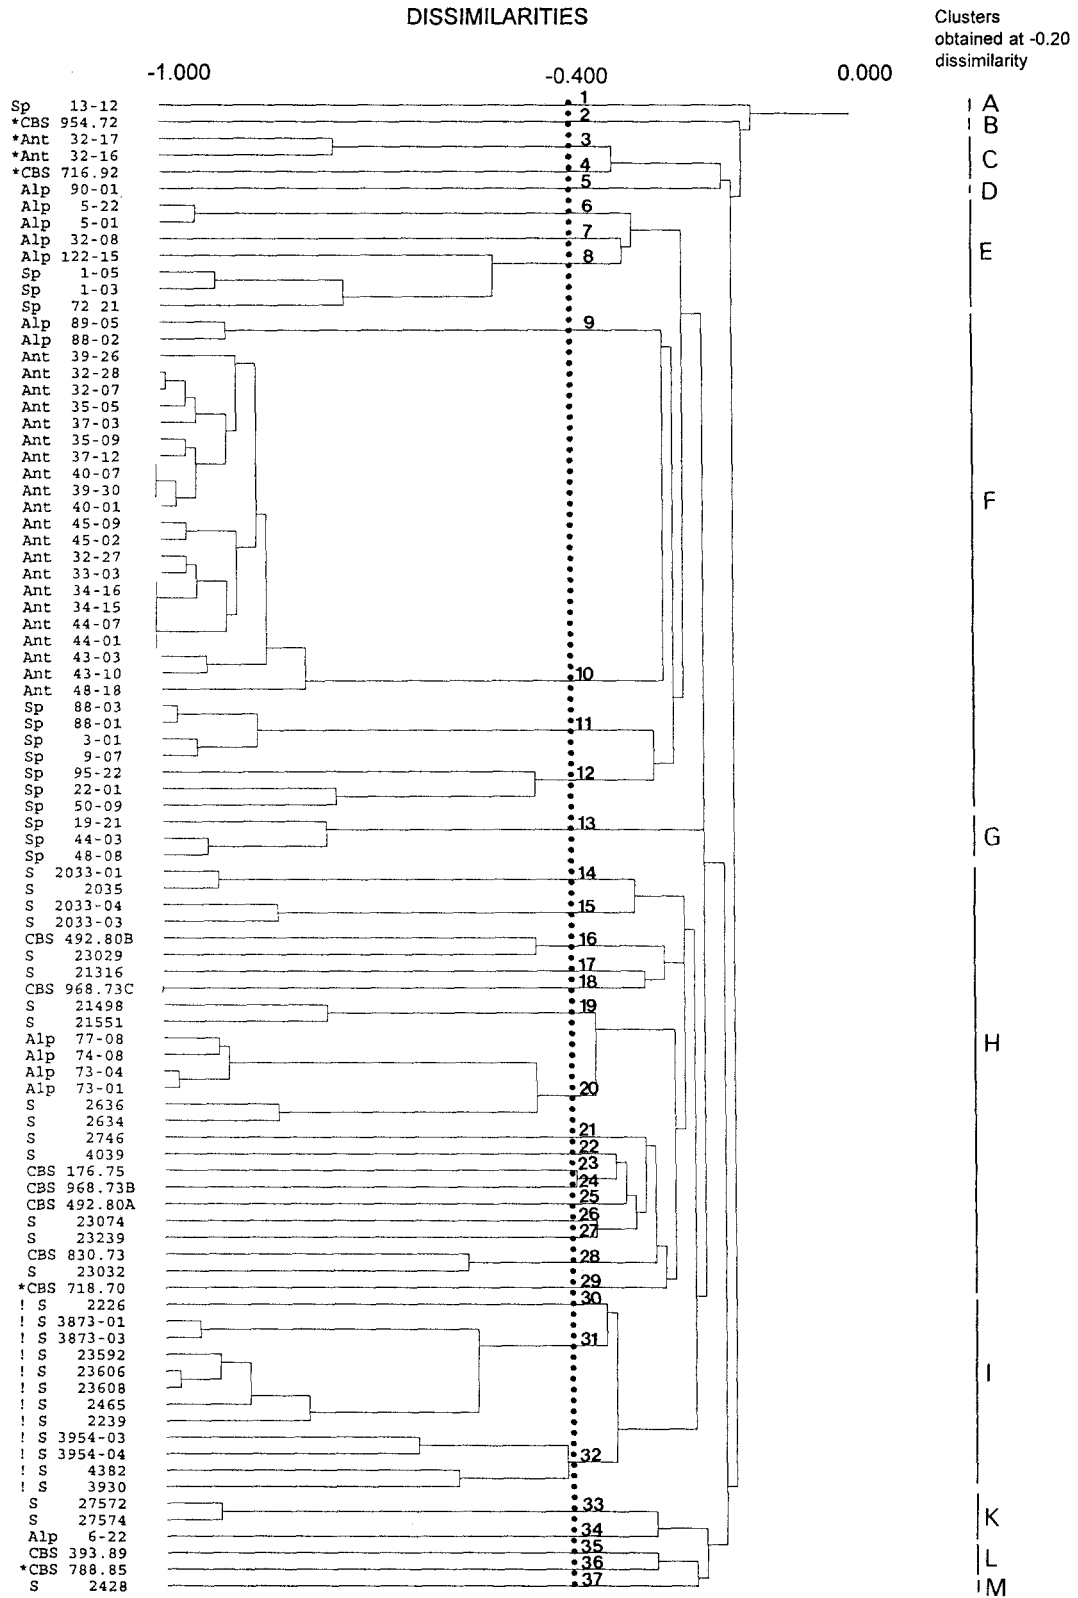 DISSIMILARITIES
Clusters
obtained at -0.20
dissimilarity
-1.000 -0.400 0.000
Sp 13-12 1 A
*CBS 954.72 2 B
*Ant 32-17 3
*Ant 32-16 C
*CBS 716.92 4
Alp 90-01 5 D
Alp 5-22 6
Alp 5-01
Alp 32-08 7
Alp 122-15 8 E
Sp 1-05
Sp 1-03
Sp 72 21
Alp 89-05 9
Alp 88-02
Ant 39-26
Ant 32-28
Ant 32-07
Ant 35-05
Ant 37-03
Ant 35-09
Ant 37-12
Ant 40-07
Ant 39-30 F
Ant 40-01
Ant 45-09
Ant 45-02
Ant 32-27
Ant 33-03
Ant 34-16
Ant 34-15
Ant 44-07
Ant 44-01
Ant 43-03
Ant 43-10 10
Ant 48-18
Sp 88-03
Sp 88-01 11
Sp 3-01
Sp 9-07
Sp 95-22 12
Sp 22-01
Sp 50-09
Sp 19-21 13
Sp 44-03 G
Sp 48-08
S 2033-01 14
S 2035
S 2033-04 15
S 2033-03
CBS 492.80B 16
S 23029
S 21316 17
CBS 968.73C 18
S 21498 19
S 21551
Alp 77-08 H
Alp 74-08
Alp 73-04
Alp 73-01 20
S 2636
S 2634
S 2746 21
S 4039 22
CBS 176.75 23
CBS 968.73B 24
CBS 492.80A 25
S 23074 26
S 23239 27
CBS 830.73 28
S 23032
*CBS 718.70 29
! S 2226 30
! S 3873-01
! S 3873-03 31
! S 23592
! S 23606 I
! S 23608
! S 2465
! S 2239
! S 3954-03
! S 3954-04 32
! S 4382
! S 3930
S 27572 33
S 27574 K
Alp 6-22 34
CBS 393.89 35 L
*CBS 788.85 36
S 2428 37 M